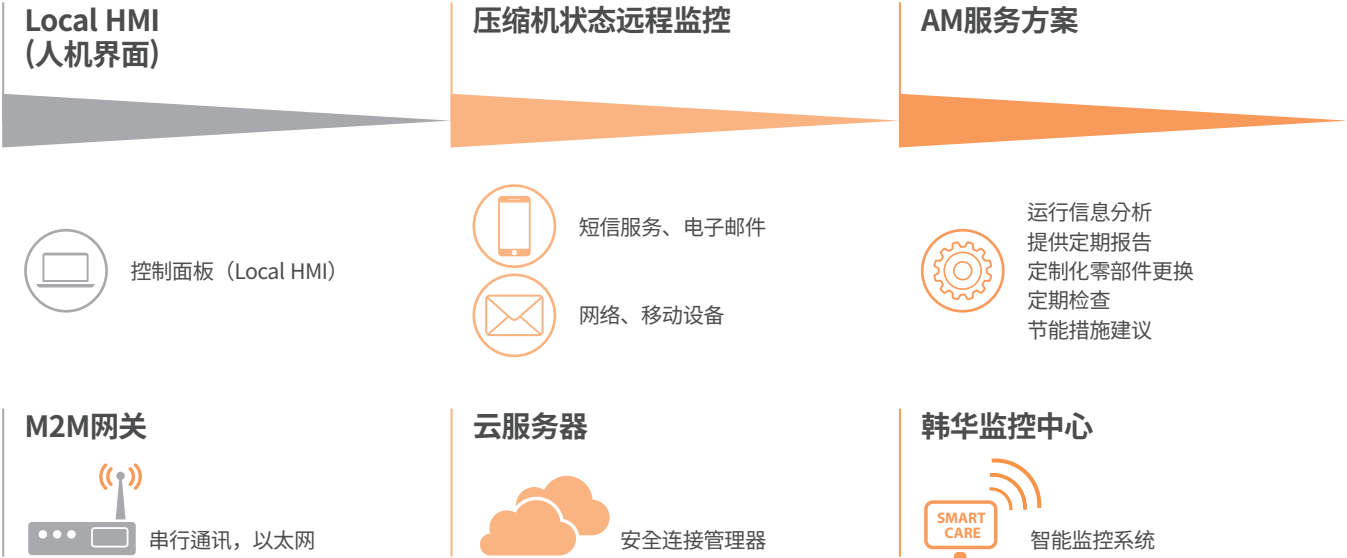 Local HMI
(人机界面)
控制面板（Local HMI）
压缩机状态远程监控
短信服务、电子邮件
网络、移动设备
AM服务方案
运行信息分析
提供定期报告
定制化零部件更换
定期检查
节能措施建议
M2M网关
串行通讯，以太网
云服务器
安全连接管理器
韩华监控中心
SMART
CARE
智能监控系统